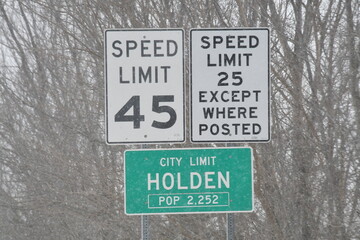 SPEED
LIMIT
45
SPEED
LIMIT
25
EXCEPT
WHERE
POSTED
CITY LIMIT
HOLDEN
POP 2,252